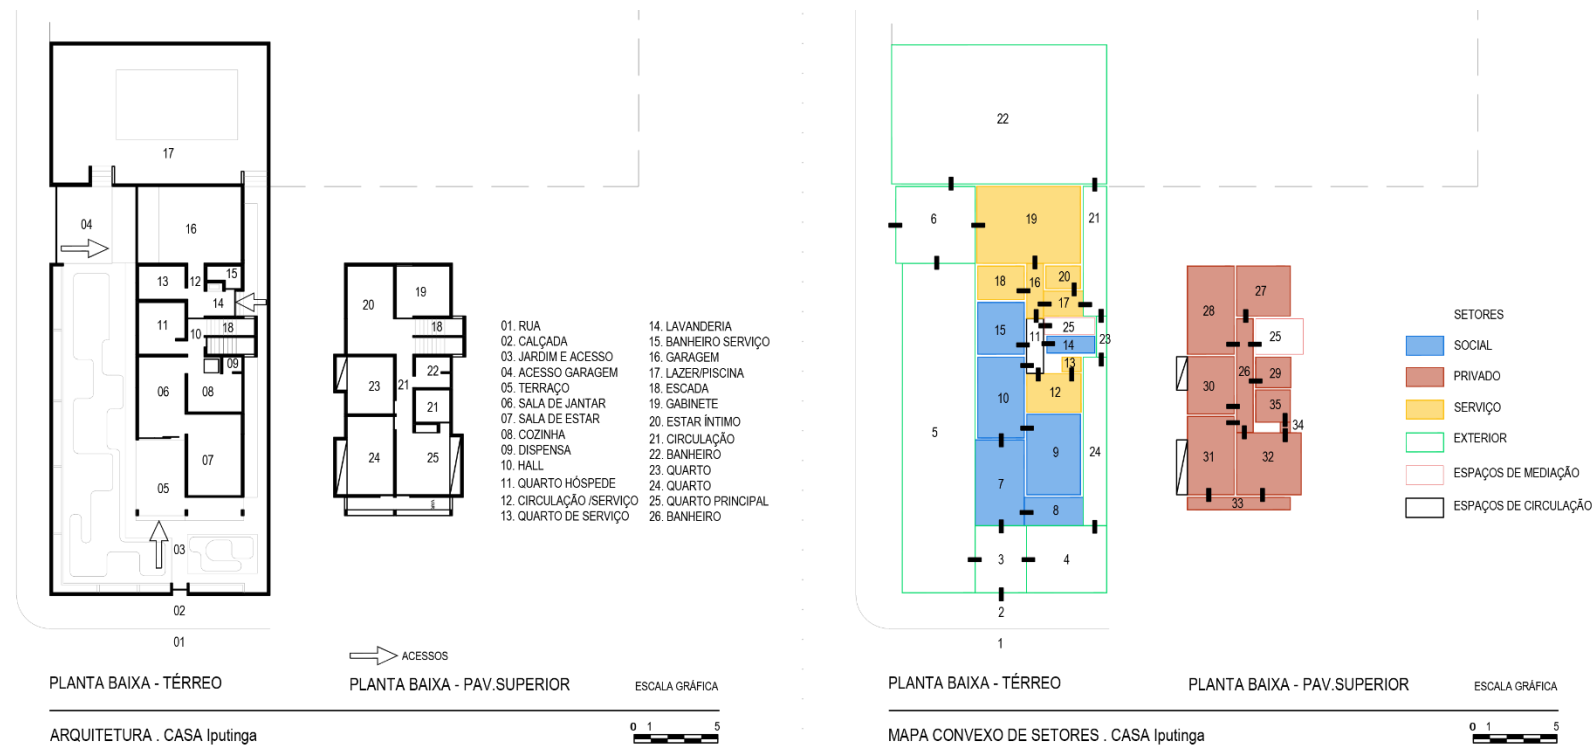 17
04
16
13
12
15
14
11
10
18
09
06
08
07
05
03
02
01
20
19
18
23
22
21
21
24
25
01. RUA
02. CALÇADA
03. JARDIM E ACESSO
04. ACESSO GARAGEM
05. TERRAÇO
06. SALA DE JANTAR
07. SALA DE ESTAR
08. COZINHA
09. DISPENSA
10. HALL
11. QUARTO HÓSPEDE
12. CIRCULAÇÃO /SERVIÇO
13. QUARTO DE SERVIÇO
14. LAVANDERIA
15. BANHEIRO SERVIÇO
16. GARAGEM
17. LAZER/PISCINA
18. ESCADA
19. GABINETE
20. ESTAR ÍNTIMO
21. CIRCULAÇÃO
22. BANHEIRO
23. QUARTO
24. QUARTO
25. QUARTO PRINCIPAL
26. BANHEIRO
ACESSOS
PLANTA BAIXA - TÉRREO
PLANTA BAIXA - PAV.SUPERIOR
ESCALA GRÁFICA
ARQUITETURA . CASA Iputinga
0 1 5
22
6
19
21
18
16
20
17
15
11
25
14
23
13
10
12
5
9
24
7
8
3
4
2
1
28
27
25
30
26
29
35
34
31
32
33
SETORES
SOCIAL
PRIVADO
SERVIÇO
EXTERIOR
ESPAÇOS DE MEDIAÇÃO
ESPAÇOS DE CIRCULAÇÃO
PLANTA BAIXA - TÉRREO
PLANTA BAIXA - PAV.SUPERIOR
ESCALA GRÁFICA
MAPA CONVEXO DE SETORES . CASA Iputinga
0 1 5